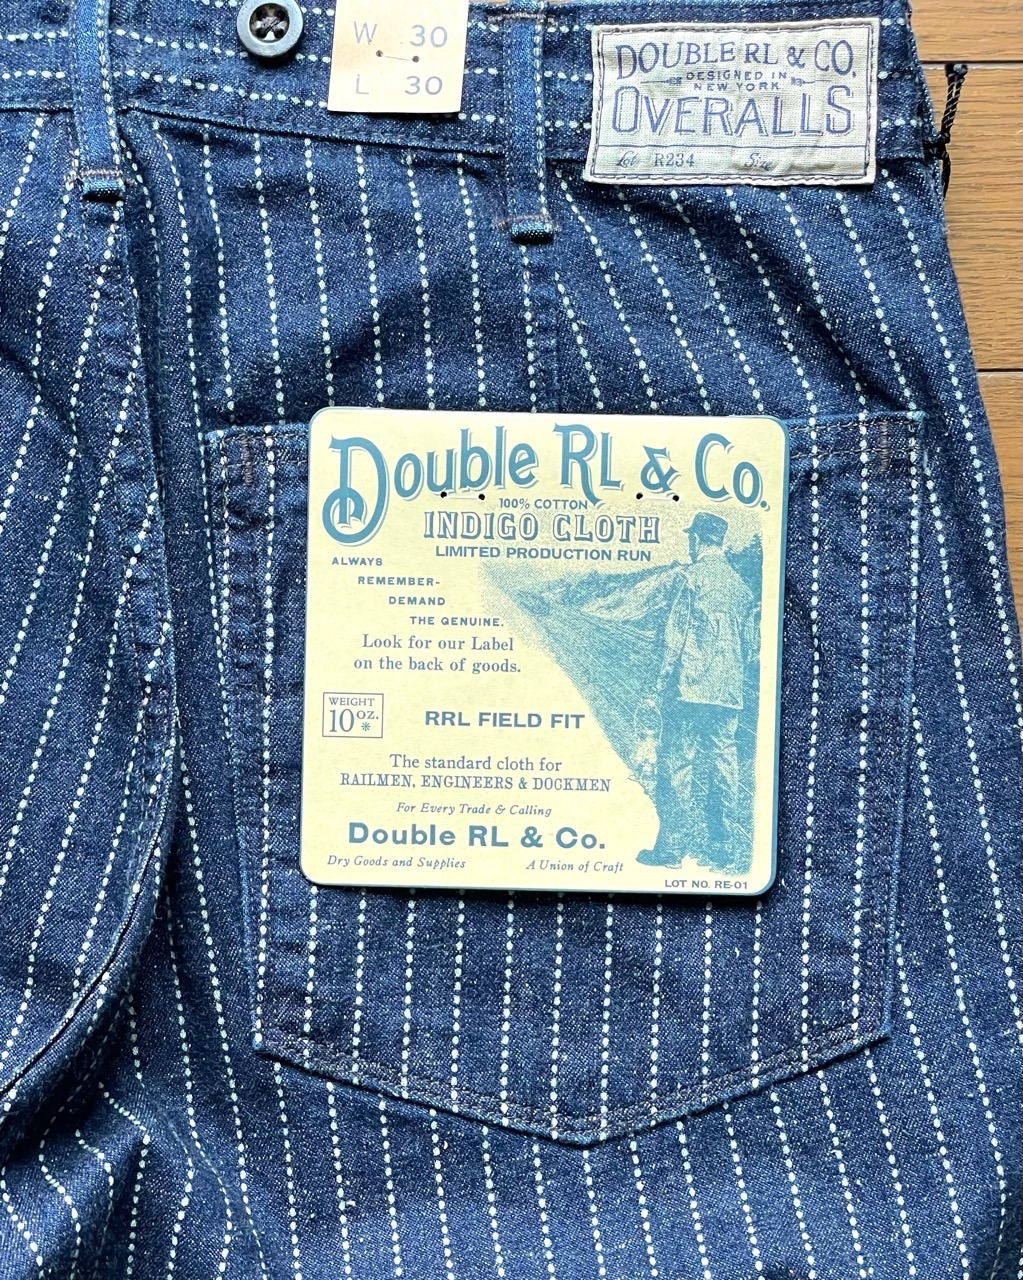 W 30
L 30
DOUBLE RL & CO.
DESIGNED IN
NEW YORK
OVERALLS
Lot R234 Size
Double RL & Co.
100% COTTON
INDIGO CLOTH
LIMITED PRODUCTION RUN
ALWAYS
REMEMBER-
DEMAND
THE GENUINE.
Look for our Label
on the back of goods.
WEIGHT
10 OZ.*
RRL FIELD FIT
The standard cloth for
RAILMEN, ENGINEERS & DOCKMEN
For Every Trade & Calling
Double RL & Co.
Dry Goods and Supplies A Union of Craft
LOT NO. RE-01